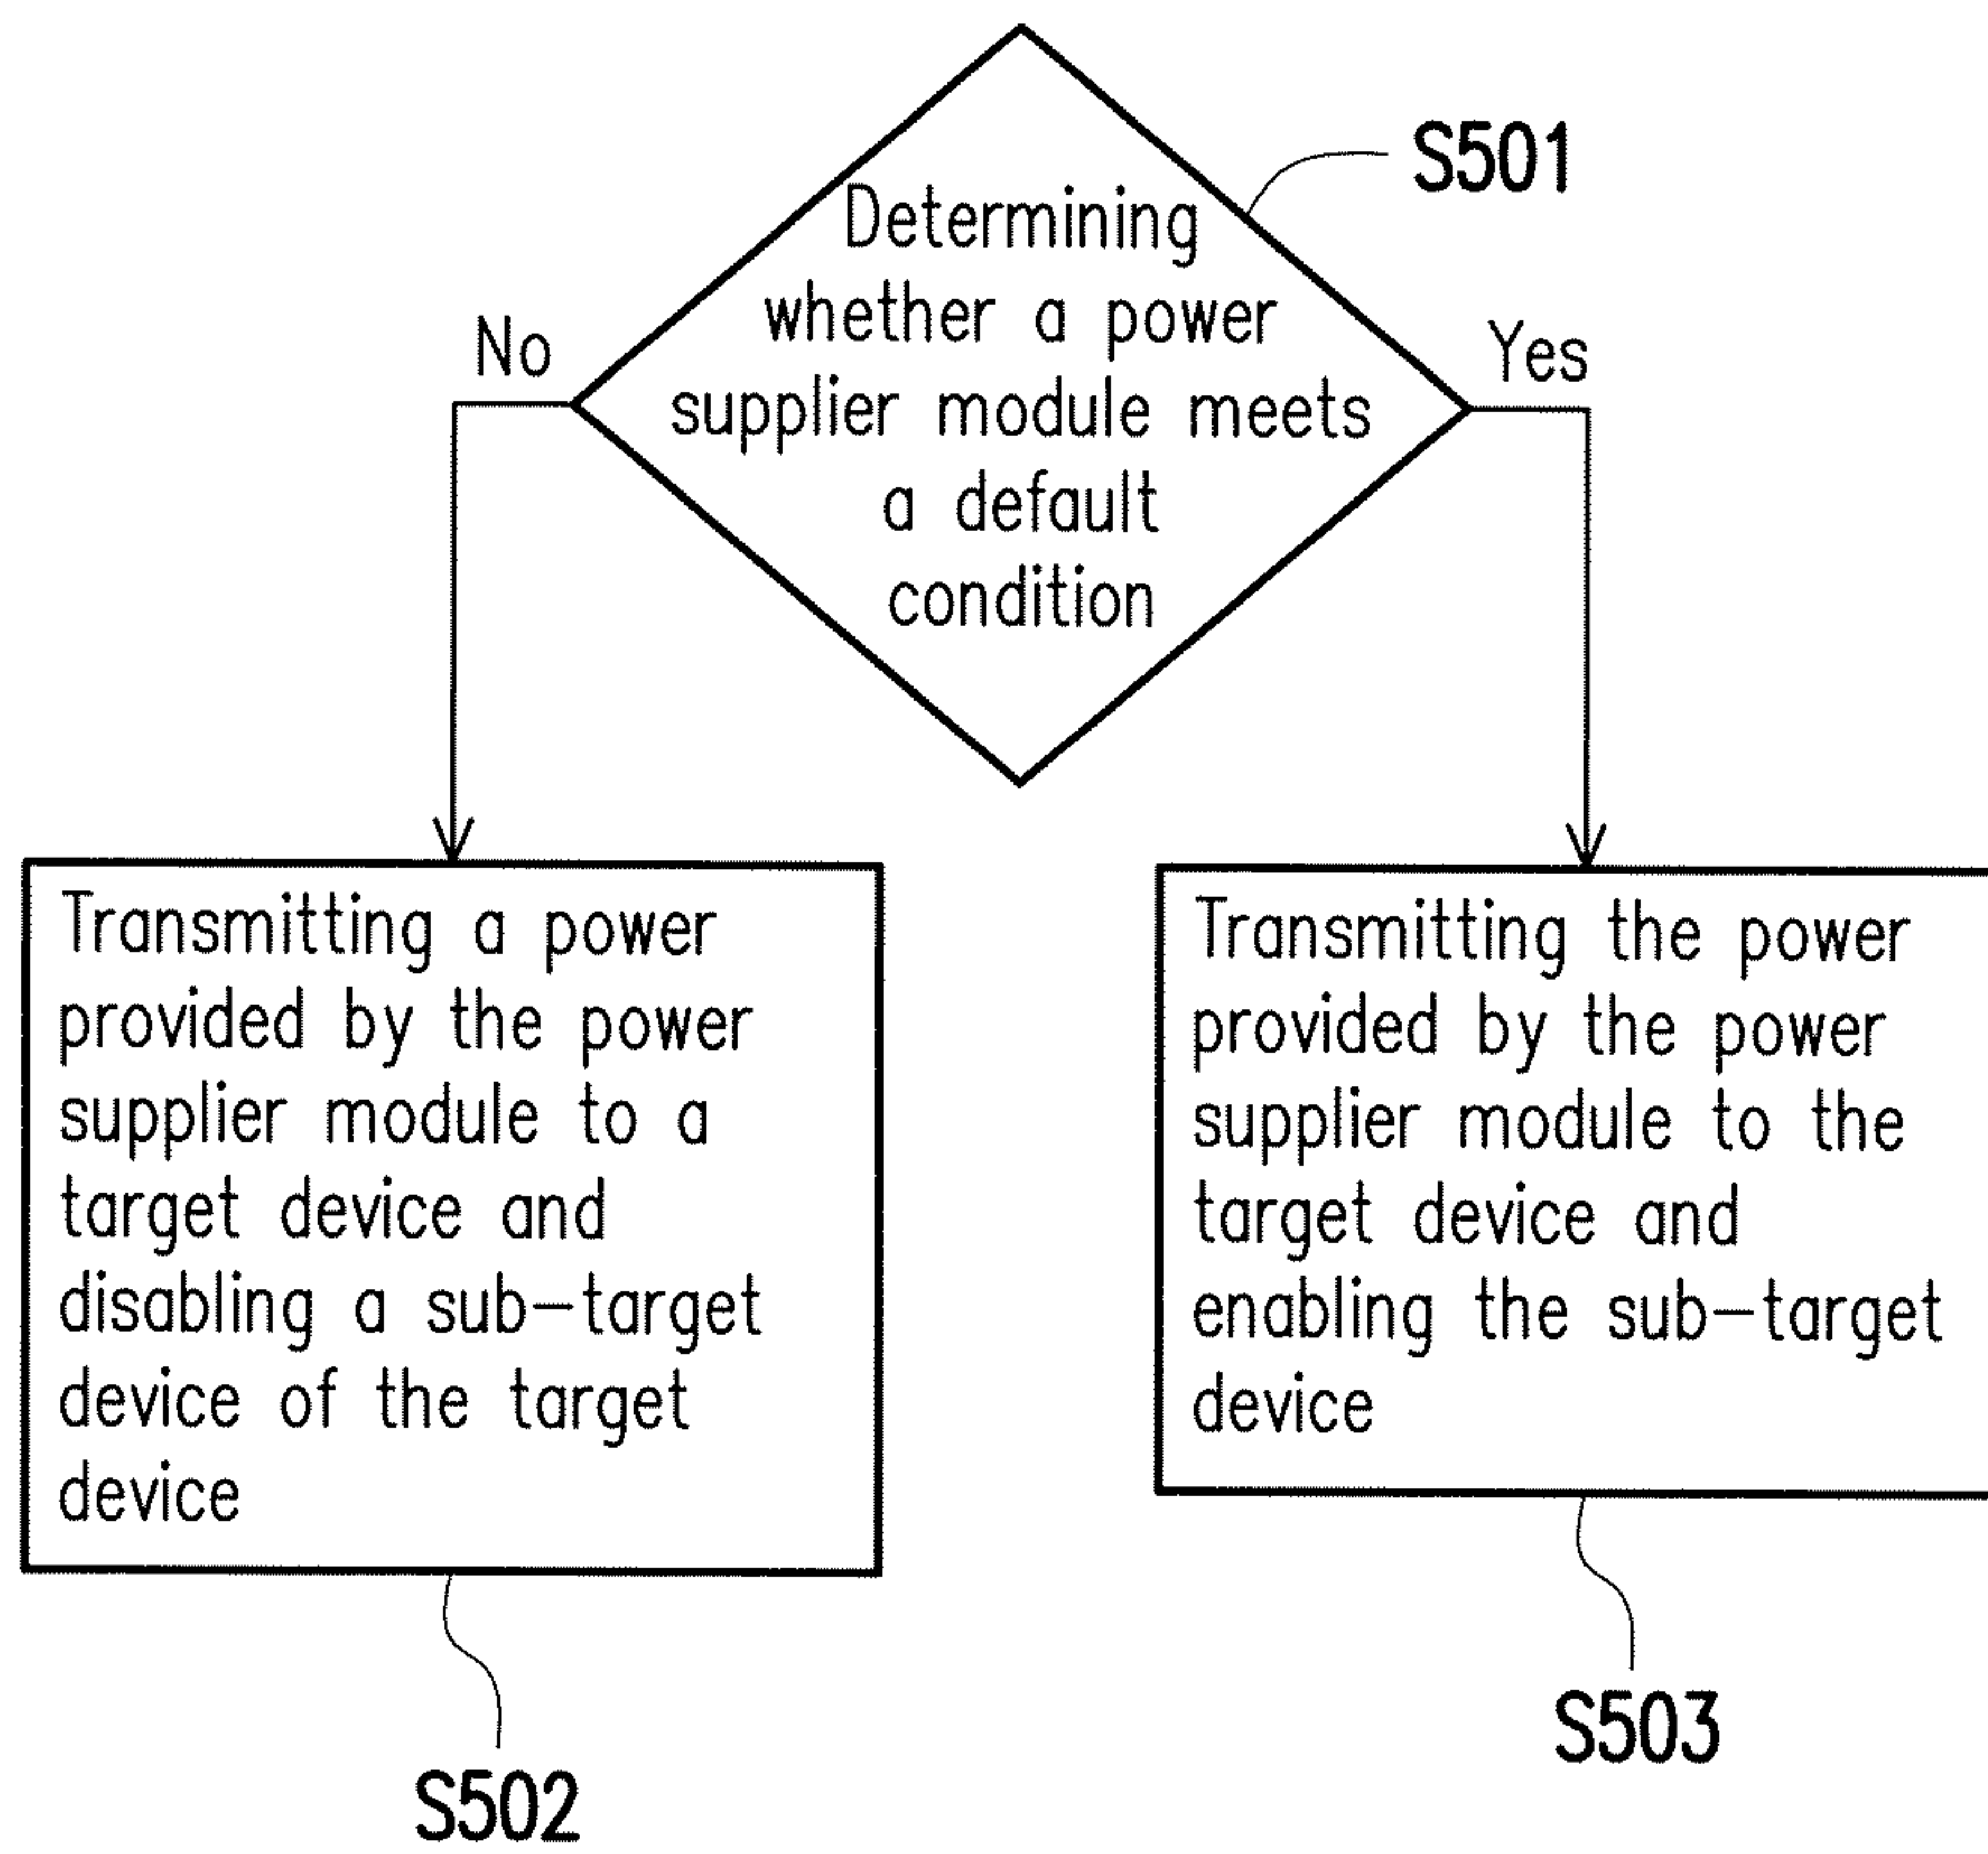 S501
Determining
whether a power
supplier module meets
a default
condition
No
Yes
Transmitting a power
provided by the power
supplier module to a
target device and
disabling a sub-target
device of the target
device
S502
Transmitting the power
provided by the power
supplier module to the
target device and
enabling the sub-target
device
S503